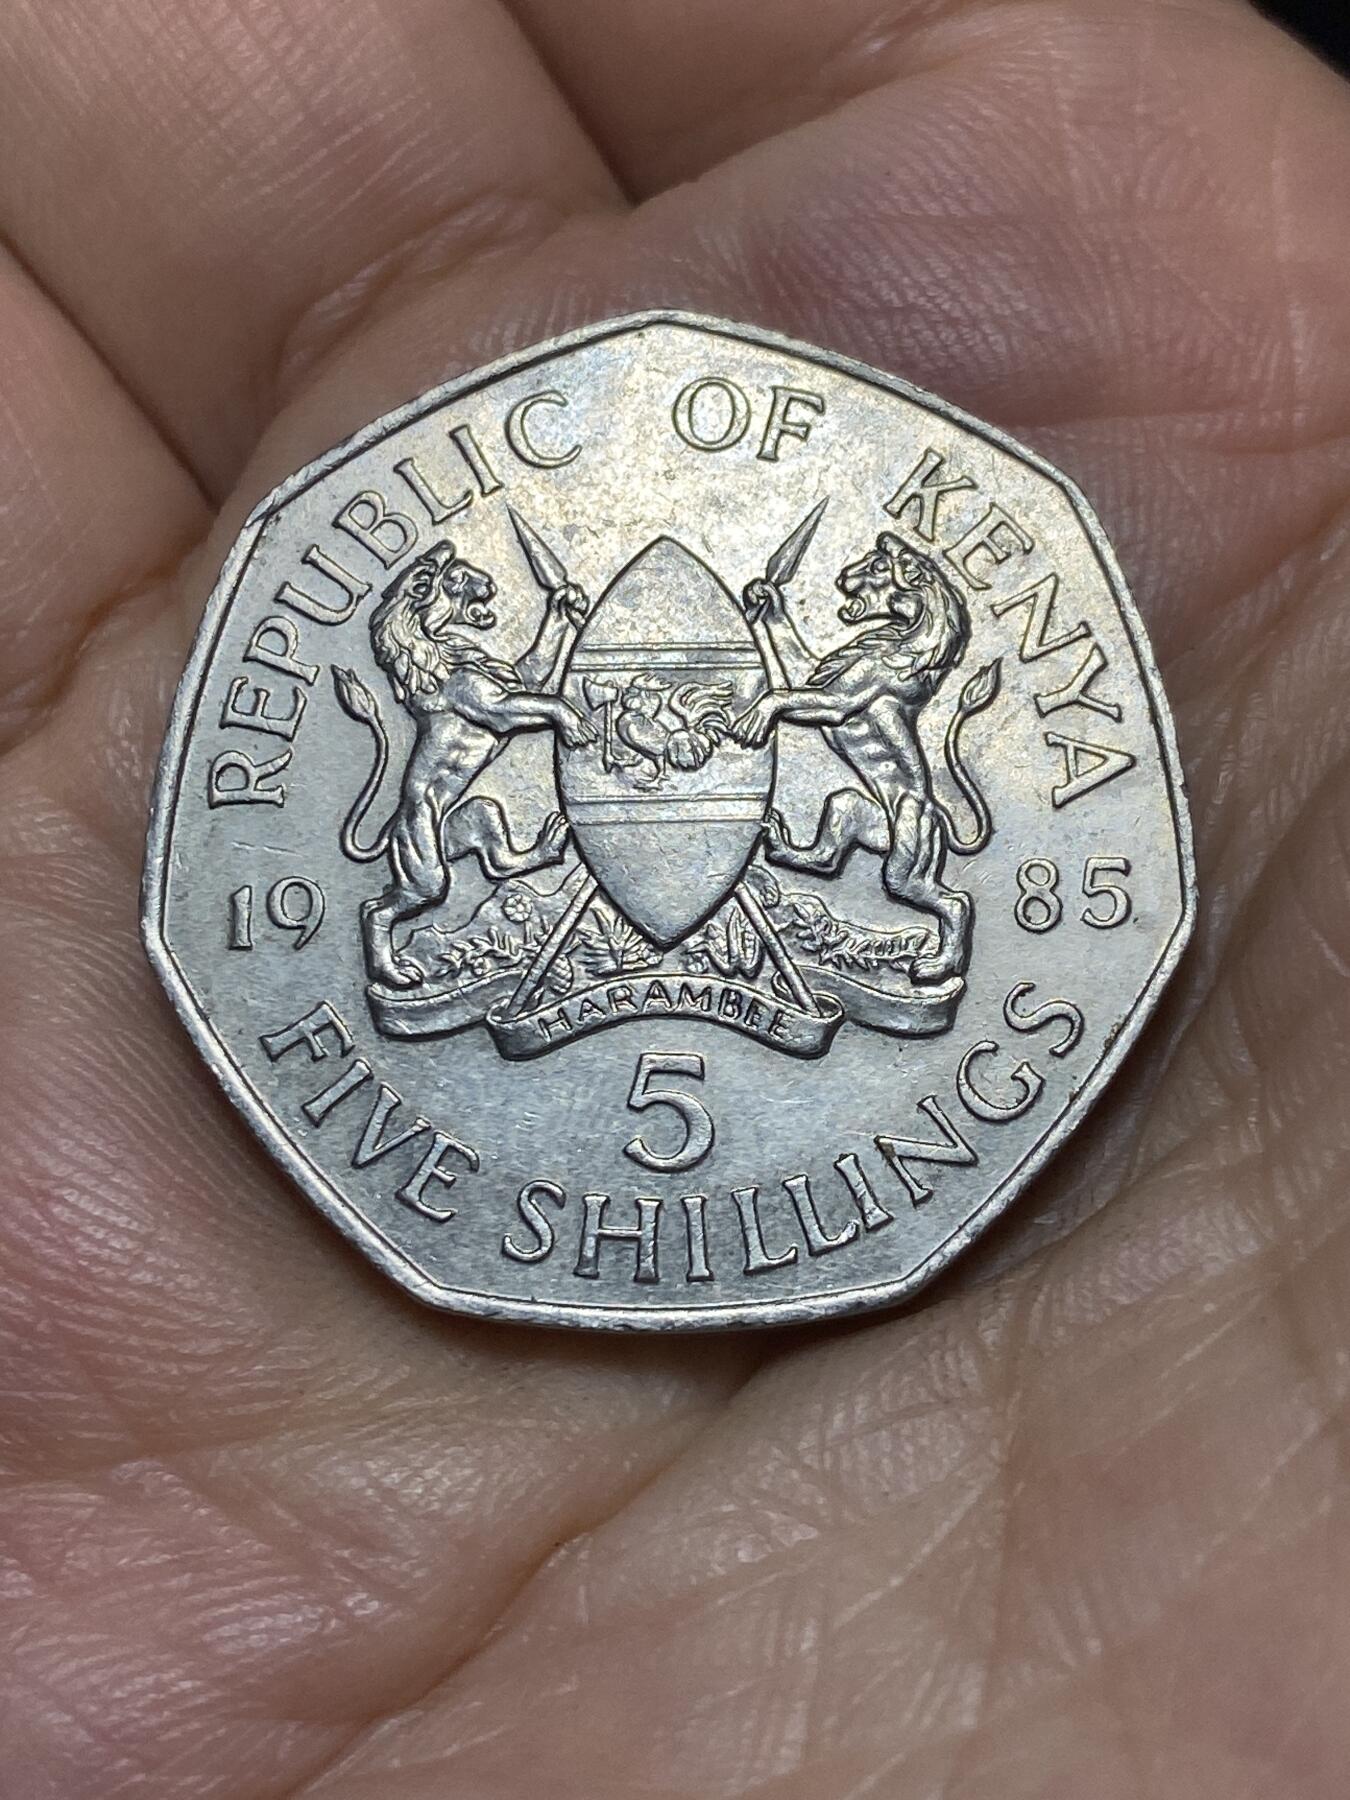 REPUBLIC OF KENYA
19 85
HARAMBEE
5
FIVE SHILLINGS